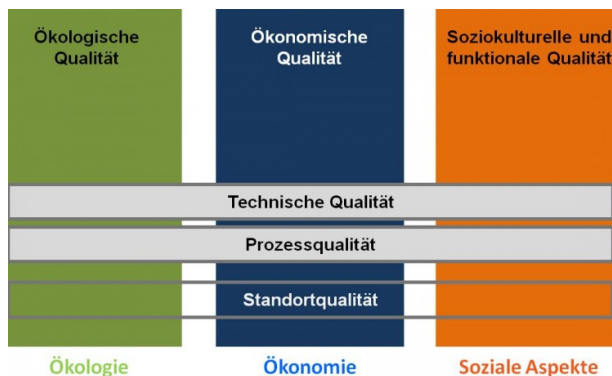 Ökologische
Qualität
Ökonomische
Qualität
Soziokulturelle und
funktionale Qualität
Technische Qualität
Prozessqualität
Standortqualität
Ökologie
Ökonomie
Soziale Aspekte